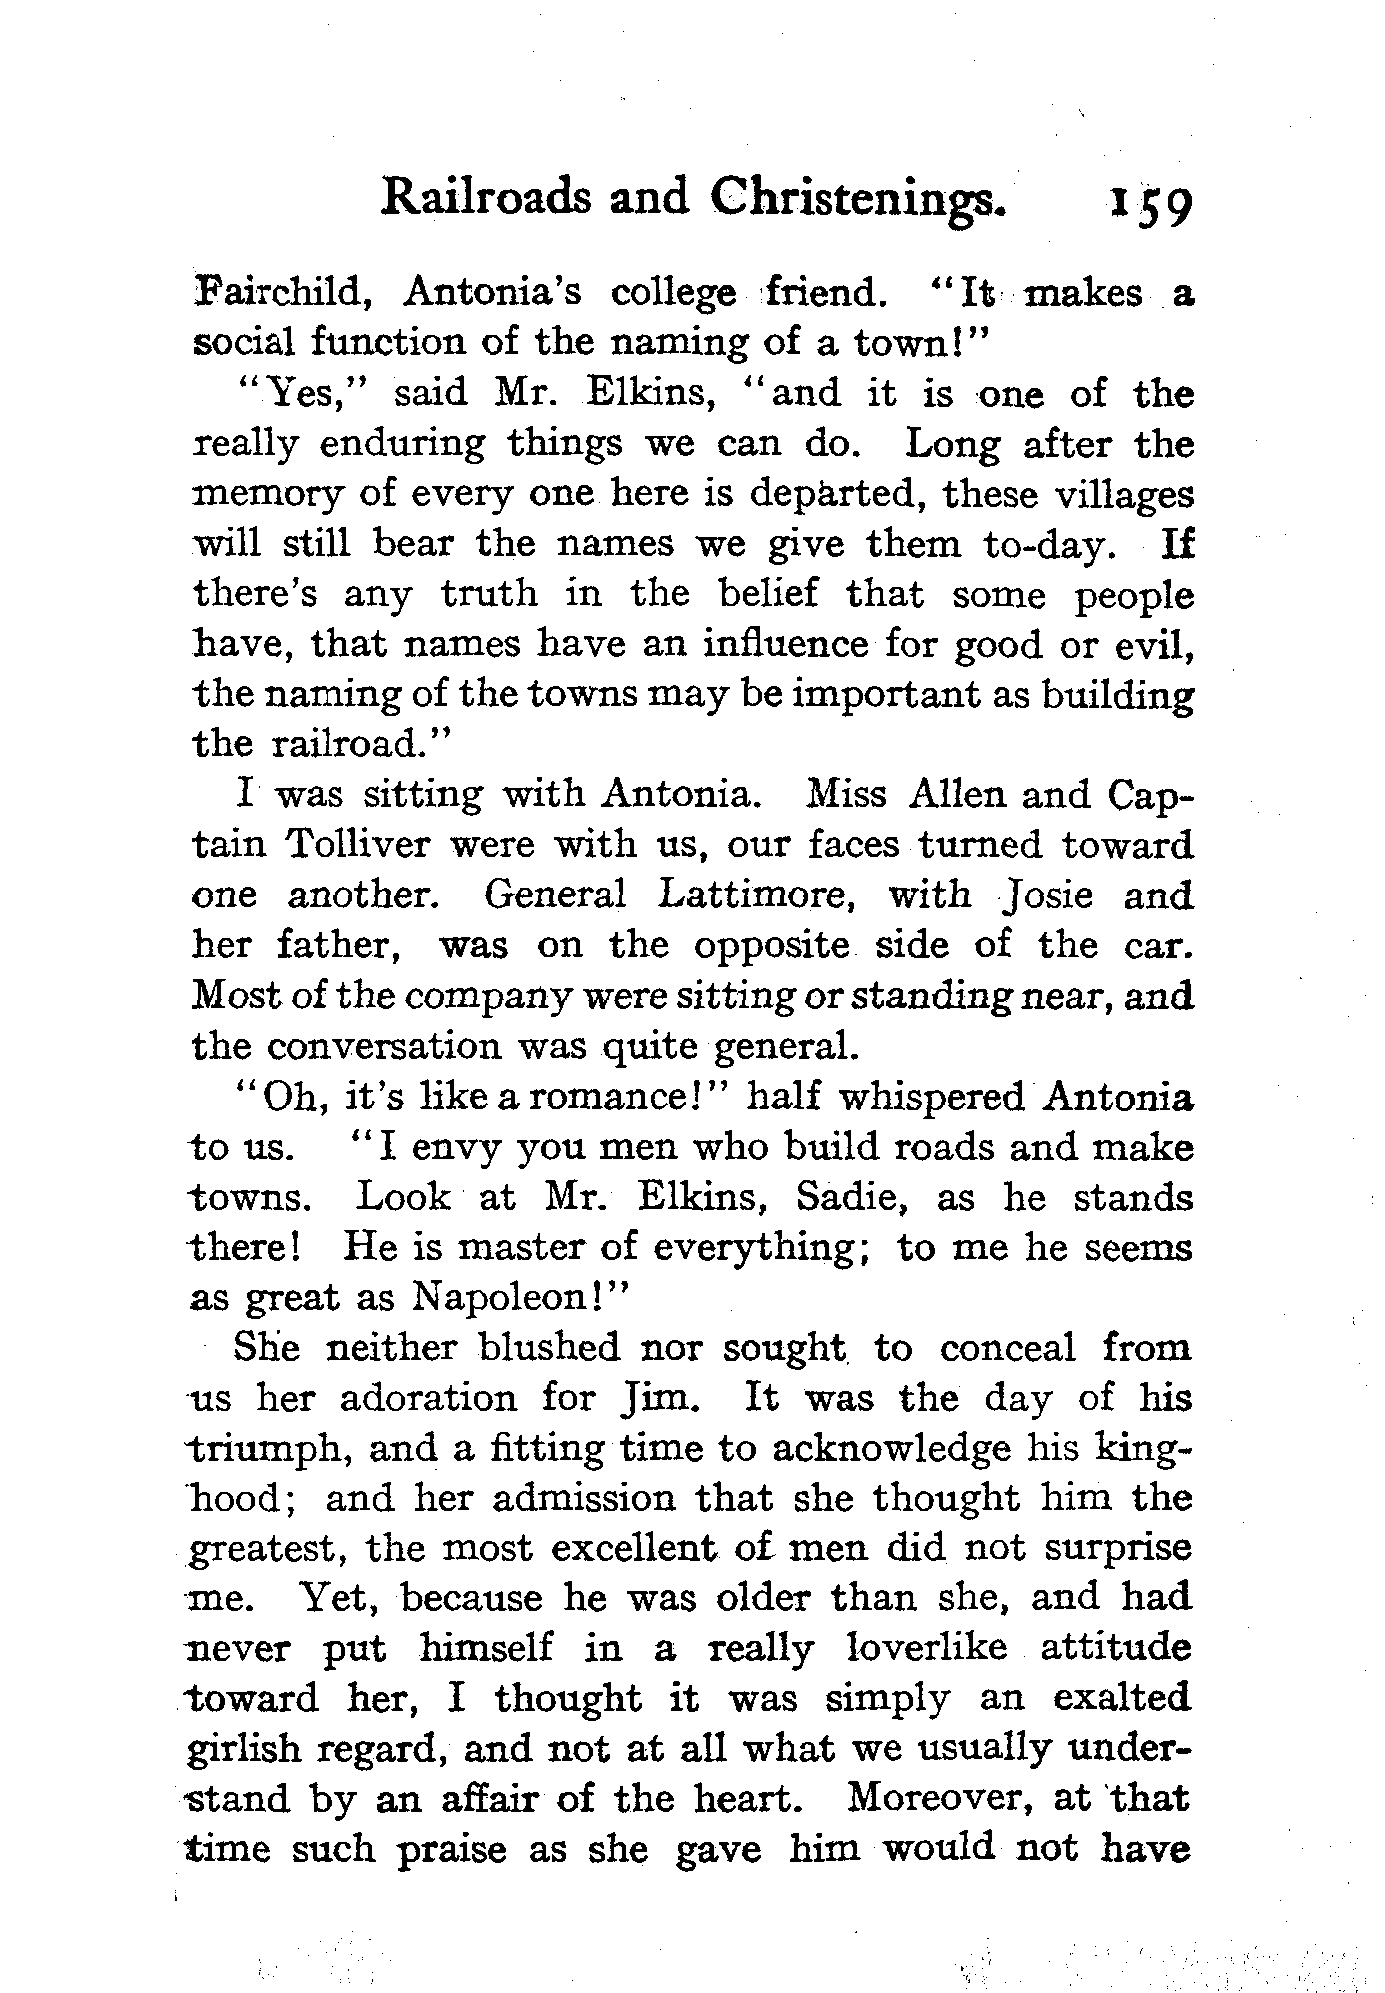 Railroads and Christenings. 159
Fairchild, Antonia's college friend. "It makes a
social function of the naming of a town!"
"Yes," said Mr. Elkins, "and it is one of the
really enduring things we can do. Long after the
memory of every one here is departed, these villages
will still bear the names we give them to-day. If
there's any truth in the belief that some people
have, that names have an influence for good or evil,
the naming of the towns may be important as building
the railroad."
I was sitting with Antonia. Miss Allen and Cap-
tain Tolliver were with us, our faces turned toward
one another. General Lattimore, with Josie and
her father, was on the opposite side of the car.
Most of the company were sitting or standing near, and
the conversation was quite general.
"Oh, it's like a romance!" half whispered Antonia
to us. "I envy you men who build roads and make
towns. Look at Mr. Elkins, Sadie, as he stands
there! He is master of everything; to me he seems
as great as Napoleon!"
She neither blushed nor sought to conceal from
us her adoration for Jim. It was the day of his
triumph, and a fitting time to acknowledge his king-
hood; and her admission that she thought him the
greatest, the most excellent of men did not surprise
me. Yet, because he was older than she, and had
never put himself in a really loverlike attitude
toward her, I thought it was simply an exalted
girlish regard, and not at all what we usually under-
stand by an affair of the heart. Moreover, at that
time such praise as she gave him would not have